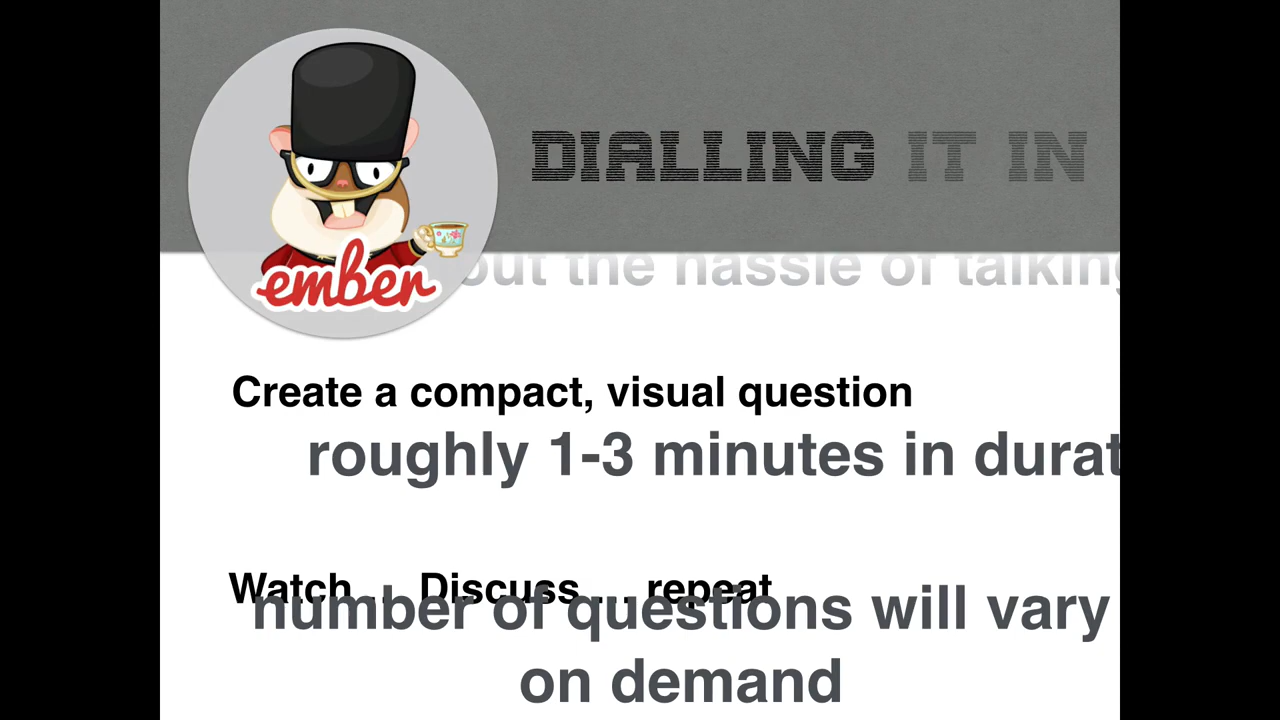 DIALLING IT IN
ember
out the hassle of talking
Create a compact, visual question
roughly 1-3 minutes in durat
Watch... Discuss... repeat
number of questions will vary
on demand